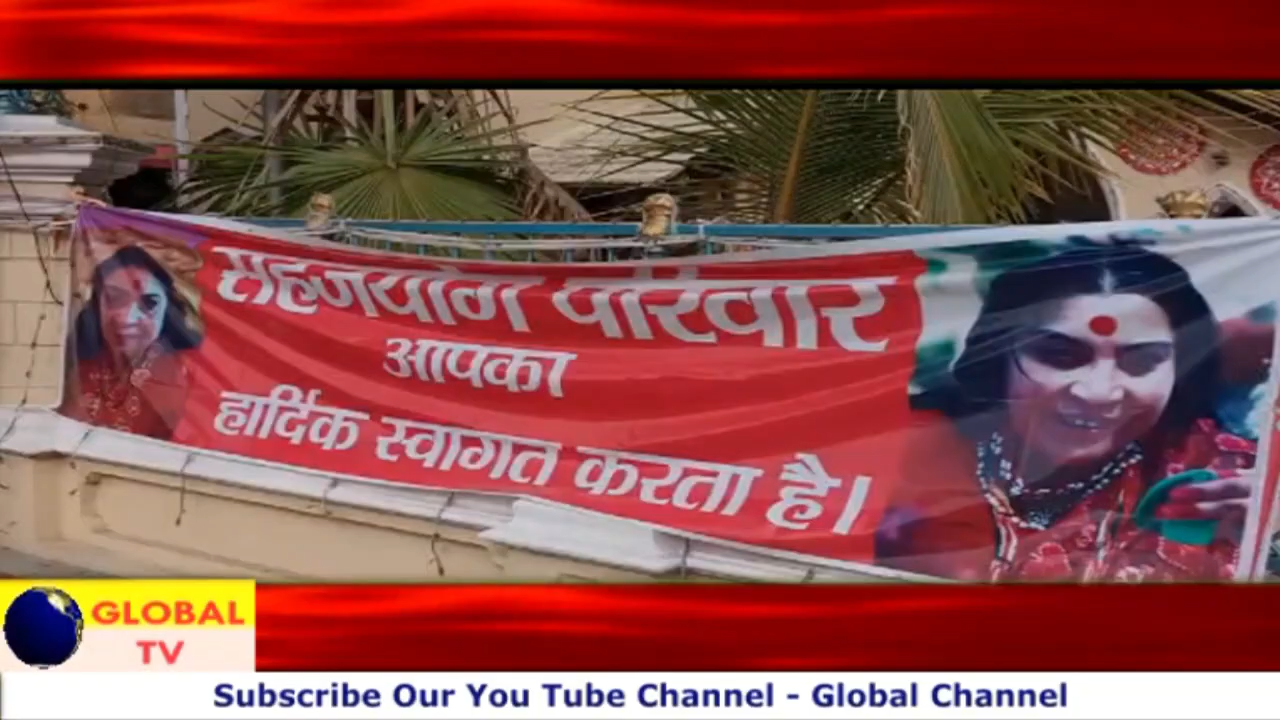 सहजयोग परिवार
आपका
हार्दिक स्वागत करता है।
GLOBAL
TV
Subscribe Our You Tube Channel - Global Channel